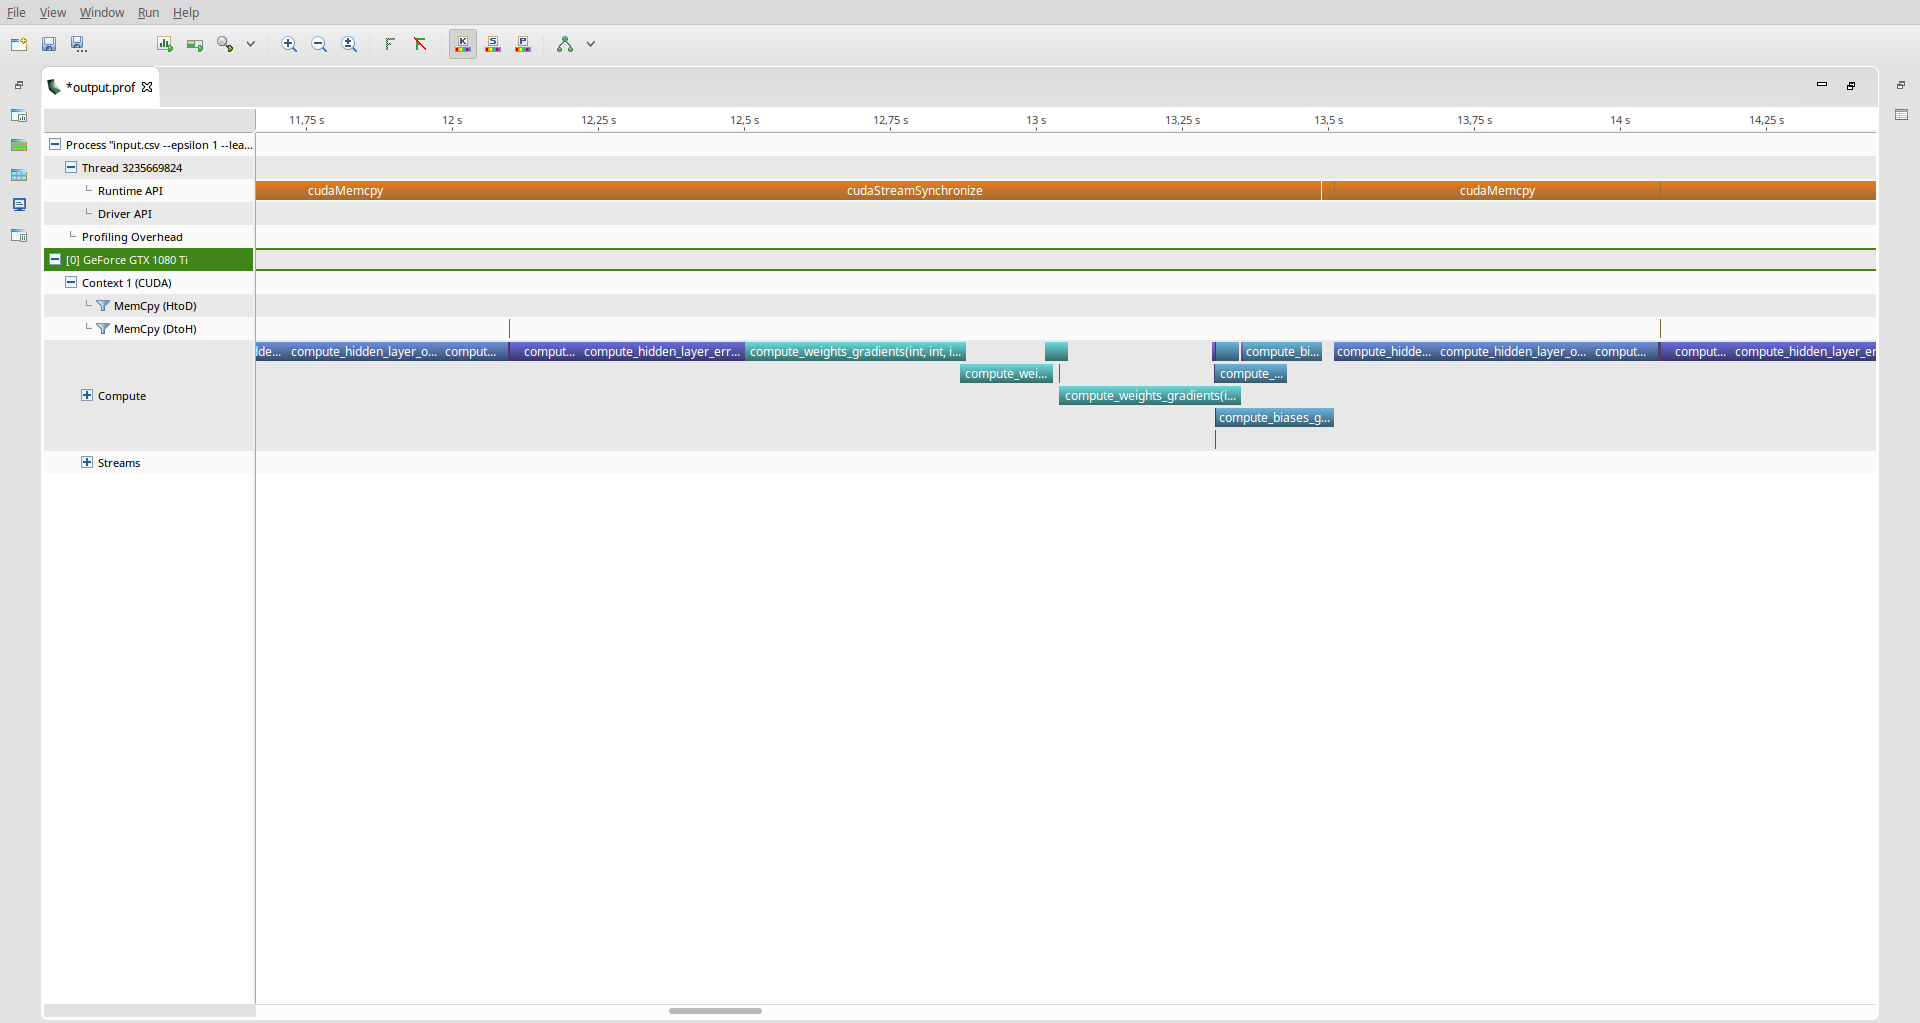 File View Window Run Help
*output.prof
11,75 s 12 s 12,25 s 12,5 s 12,75 s 13 s 13,25 s 13,5 s 13,75 s 14 s 14,25 s
Process "input.csv --epsilon 1 --lea...
Thread 3235669824
Runtime API cudaMemcpy cudaStreamSynchronize cudaMemcpy
Driver API
Profiling Overhead
[0] GeForce GTX 1080 Ti
Context 1 (CUDA)
MemCpy (HtoD)
MemCpy (DtoH)
lde... compute_hidden_layer_o... comput... comput... compute_hidden_layer_err... compute_weights_gradients(int, int, i... compute_bi... compute_hidde... compute_hidden_layer_o... comput... comput... compute_hidden_layer_er
compute_wei... compute_...
Compute compute_weights_gradients(i...
compute_biases_g...
Streams